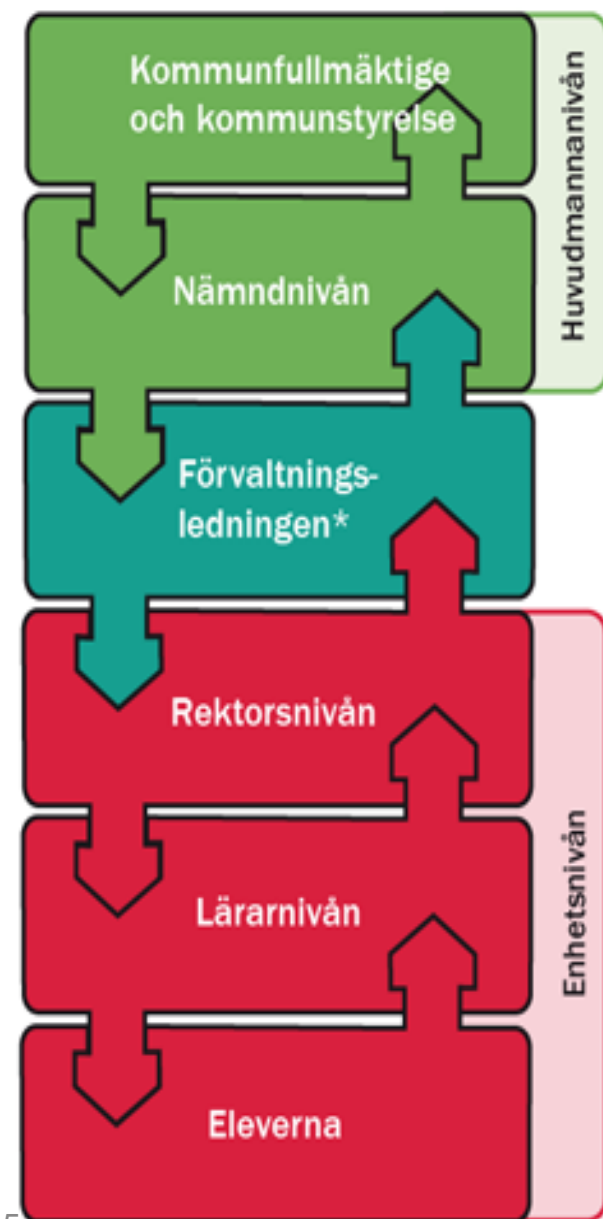 Kommunfullmäktige
och kommunstyrelse
Huvudmannanivån
Nämndnivån
Förvaltnings-
ledningen*
Rektorsnivån
Lärarnivån
Enhetsnivån
Eleverna